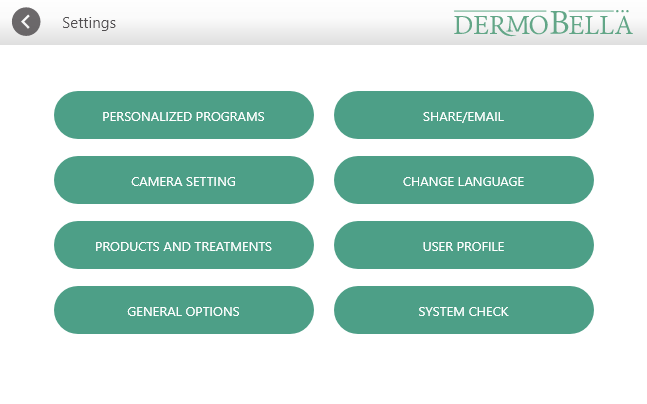 Settings
DERMOBELLA
PERSONALIZED PROGRAMS
SHARE/EMAIL
CAMERA SETTING
CHANGE LANGUAGE
PRODUCTS AND TREATMENTS
USER PROFILE
GENERAL OPTIONS
SYSTEM CHECK